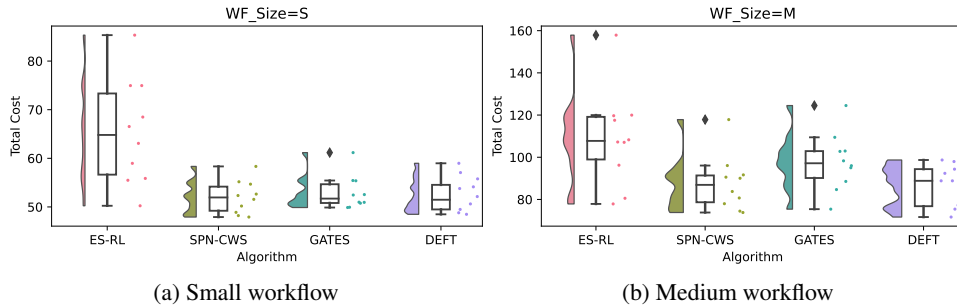 WF_Size=S
Total Cost
80
70
60
50
ES-RL
SPN-CWS
GATES
DEFT
Algorithm
(a) Small workflow
WF_Size=M
Total Cost
160
140
120
100
80
ES-RL
SPN-CWS
GATES
DEFT
Algorithm
(b) Medium workflow